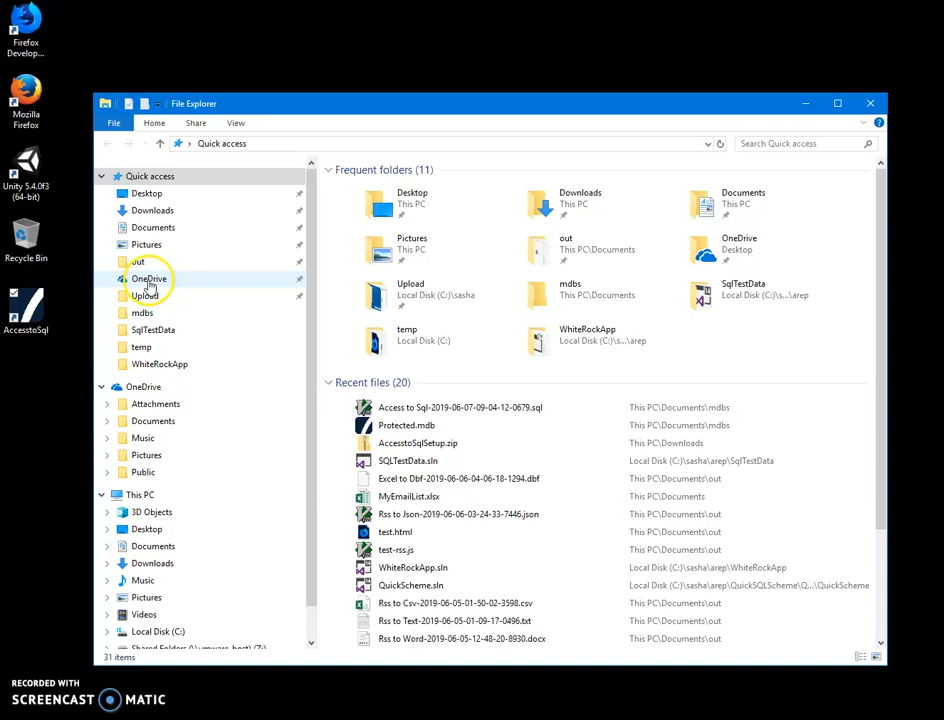 Firefox
Develop...
Mozilla
Firefox
Unity 5.4.0f3
(64-bit)
Recycle Bin
AccesstoSql
File Explorer
File Home Share View
Quick access
Search Quick access
Quick access
Desktop
Downloads
Documents
Pictures
out
OneDrive
Upload
mdbs
SqlTestData
temp
WhiteRockApp
OneDrive
Attachments
Documents
Music
Pictures
Public
This PC
3D Objects
Desktop
Documents
Downloads
Music
Pictures
Videos
Local Disk (C:)
Shared Folders (\\vmware-host) (Z:)
31 items
Frequent folders (11)
Desktop
This PC
Downloads
This PC
Documents
This PC
Pictures
This PC
out
This PC\Documents
OneDrive
Desktop
Upload
Local Disk (C:)\sasha
mdbs
This PC\Documents
SqlTestData
Local Disk (C:)\s...\arep
temp
Local Disk (C:)
WhiteRockApp
Local Disk (C:)\s...\arep
Recent files (20)
Access to Sql-2019-06-07-09-04-12-0679.sql This PC\Documents\mdbs
Protected.mdb This PC\Documents\mdbs
AccesstoSqlSetup.zip This PC\Downloads
SQLTestData.sln Local Disk (C:)\sasha\arep\SqlTestData
Excel to Dbf-2019-06-04-06-18-1294.dbf This PC\Documents\out
MyEmailList.xlsx This PC\Documents
Rss to Json-2019-06-06-03-24-33-7446.json This PC\Documents\out
test.html This PC\Documents\out
test-rss.js This PC\Documents\out
WhiteRockApp.sln Local Disk (C:)\sasha\arep\WhiteRockApp
QuickScheme.sln Local Disk (C:)\sasha\arep\QuickSQLScheme\Q...\QuickScheme
Rss to Csv-2019-06-05-01-50-02-3598.csv This PC\Documents\out
Rss to Text-2019-06-05-01-09-17-0496.txt This PC\Documents\out
Rss to Word-2019-06-05-12-48-20-8930.docx This PC\Documents\out
RECORDED WITH
SCREENCAST MATIC